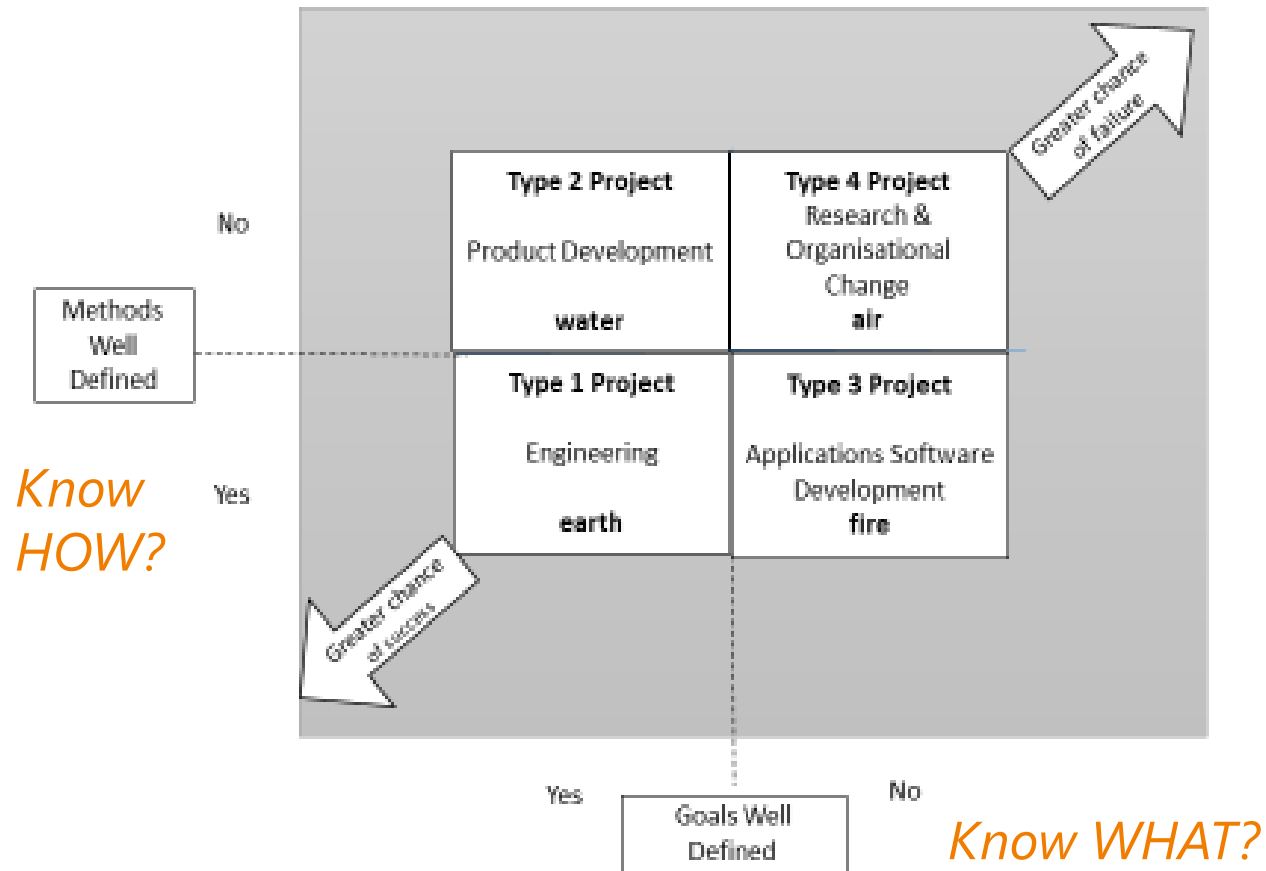 Greater chance
of failure
Type 2 Project
Product Development
water
Type 4 Project
Research &
Organisational
Change
air
No
Methods
Well
Defined
Know
HOW?
Yes
Type 1 Project
Engineering
earth
Type 3 Project
Applications Software
Development
fire
Greater chance
of success
Yes
No
Goals Well
Defined
Know WHAT?